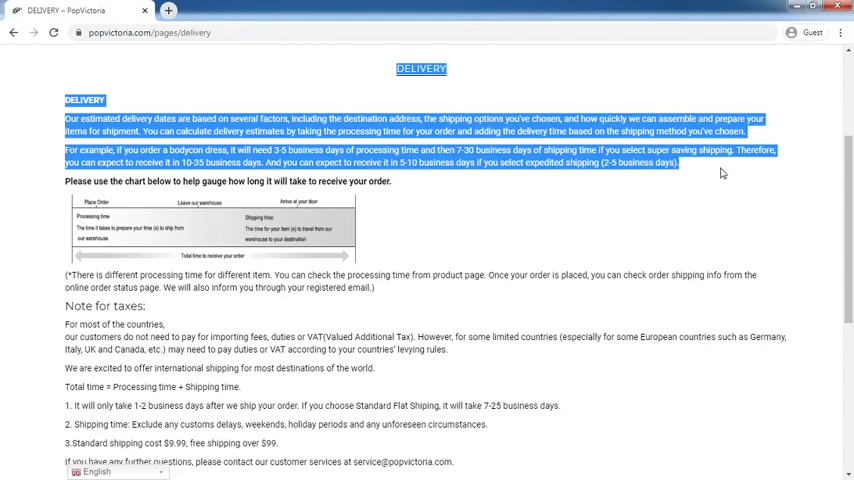 DELIVERY – PopVictoria
popvictoria.com/pages/delivery
Guest
DELIVERY
DELIVERY
Our estimated delivery dates are based on several factors, including the destination address, the shipping options you've chosen, and how quickly we can assemble and prepare your
items for shipment. You can calculate delivery estimates by taking the processing time for your order and adding the delivery time based on the shipping method you've chosen.
For example, if you order a bodycon dress, it will need 3-5 business days of processing time and then 7-30 business days of shipping time if you select super saving shipping. Therefore,
you can expect to receive it in 10-35 business days. And you can expect to receive it in 5-10 business days if you select expedited shipping (2-5 business days).
Please use the chart below to help gauge how long it will take to receive your order.
Place Order Leave our warehouse Arrive at your door
Processing time Shipping time:
The time it takes to prepare your time (s) to ship from The time for your item (s) to travel from our
our warehouse warehouse to your destination
Total time to receive your order
(*There is different processing time for different item. You can check the processing time from product page. Once your order is placed, you can check order shipping info from the
online order status page. We will also inform you through your registered email.)
Note for taxes:
For most of the countries,
our customers do not need to pay for importing fees, duties or VAT(Valued Additional Tax). However, for some limited countries (especially for some European countries such as Germany,
Italy, UK and Canada, etc.) may need to pay duties or VAT according to your countries' levying rules.
We are excited to offer international shipping for most destinations of the world.
Total time = Processing time + Shipping time.
1. It will only take 1-2 business days after we ship your order. If you choose Standard Flat Shiping, it will take 7-25 business days.
2. Shipping time: Exclude any customs delays, weekends, holiday periods and any unforeseen circumstances.
3.Standard shipping cost $9.99, free shipping over $99.
If you have any further questions, please contact our customer services at service@popvictoria.com.
English